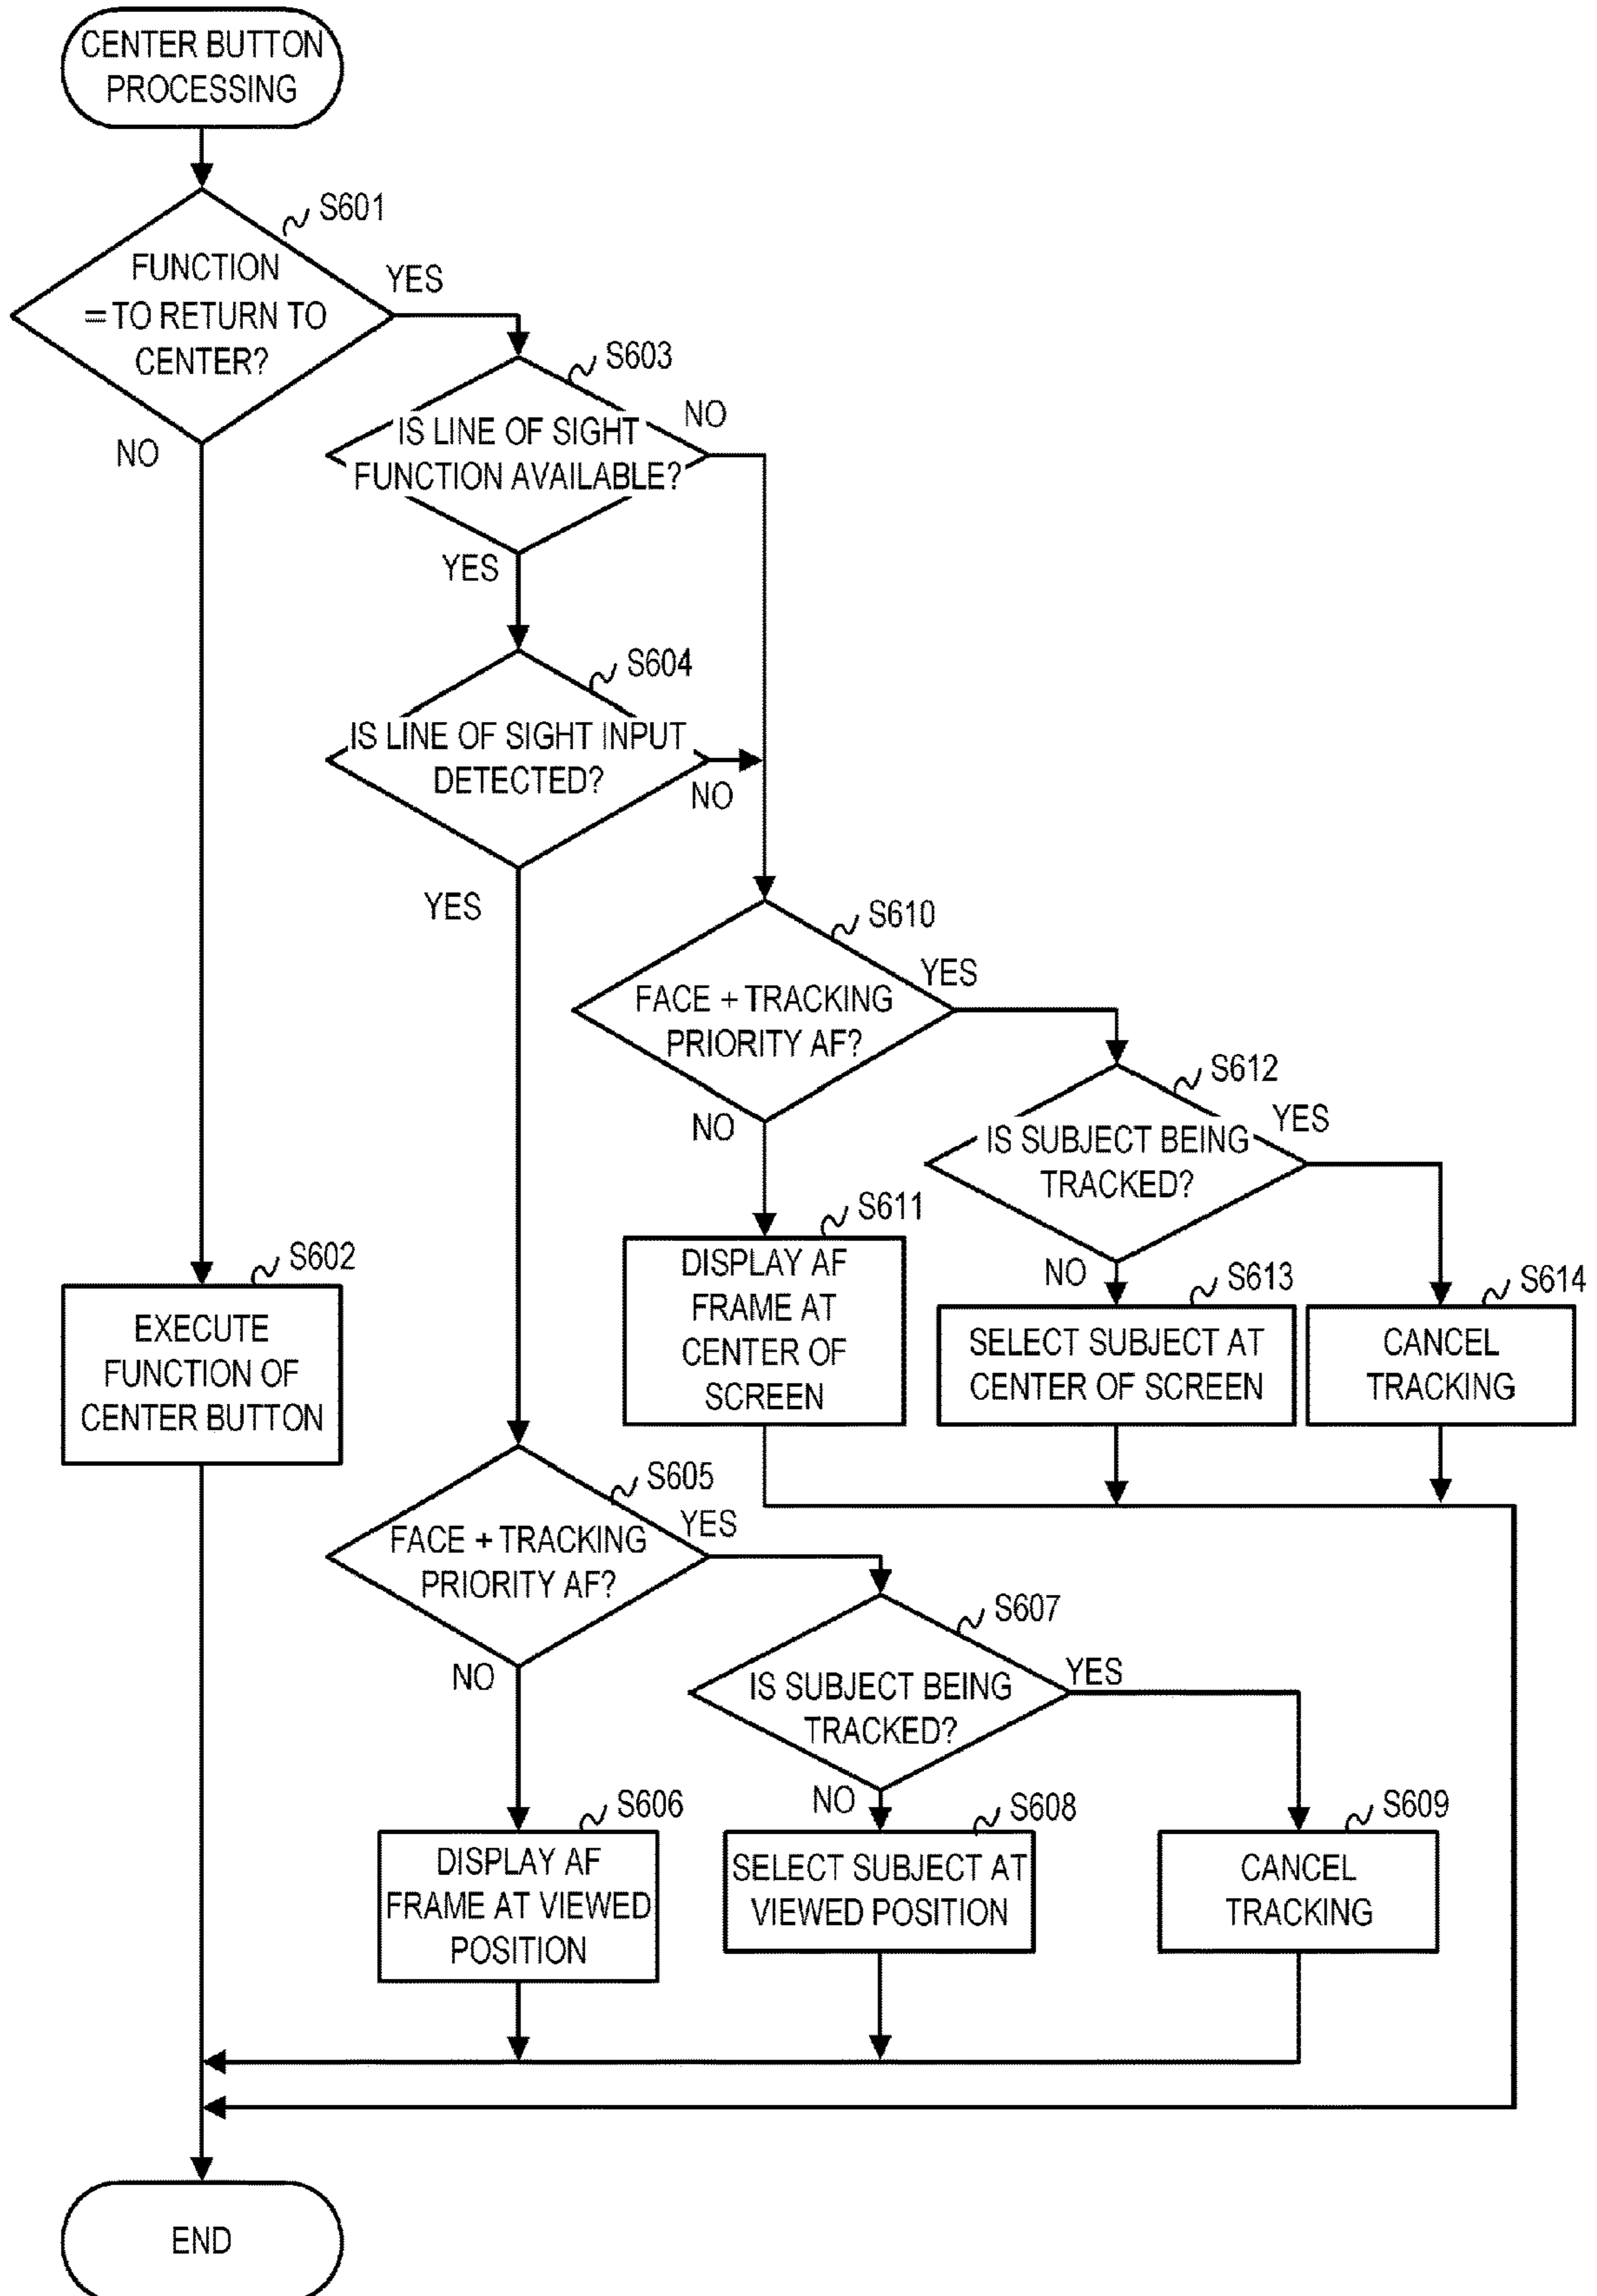 CENTER BUTTON
PROCESSING
S601
FUNCTION
=TO RETURN TO
CENTER?
YES
NO
S603
IS LINE OF SIGHT
FUNCTION AVAILABLE?
NO
YES
S604
IS LINE OF SIGHT INPUT
DETECTED?
NO
YES
S610
FACE + TRACKING
PRIORITY AF?
YES
NO
S612
IS SUBJECT BEING
TRACKED?
YES
NO
S611
DISPLAY AF
FRAME AT
CENTER OF
SCREEN
S613
SELECT SUBJECT AT
CENTER OF SCREEN
S614
CANCEL
TRACKING
S602
EXECUTE
FUNCTION OF
CENTER BUTTON
S605
FACE + TRACKING
PRIORITY AF?
YES
NO
S607
IS SUBJECT BEING
TRACKED?
YES
NO
S606
DISPLAY AF
FRAME AT VIEWED
POSITION
S608
SELECT SUBJECT AT
VIEWED POSITION
S609
CANCEL
TRACKING
END